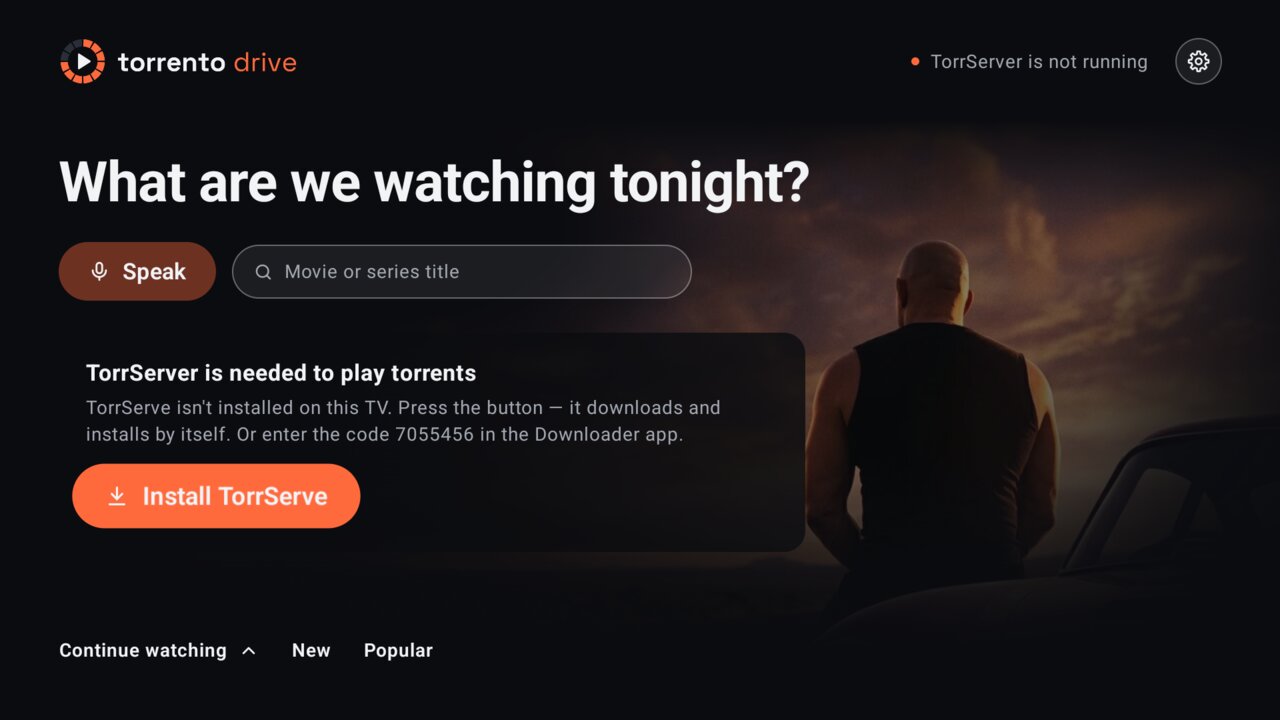 torrento drive
TorrServer is not running
What are we watching tonight?
Speak
Movie or series title
TorrServer is needed to play torrents
TorrServe isn't installed on this TV. Press the button — it downloads and
installs by itself. Or enter the code 7055456 in the Downloader app.
Install TorrServe
Continue watching
New
Popular